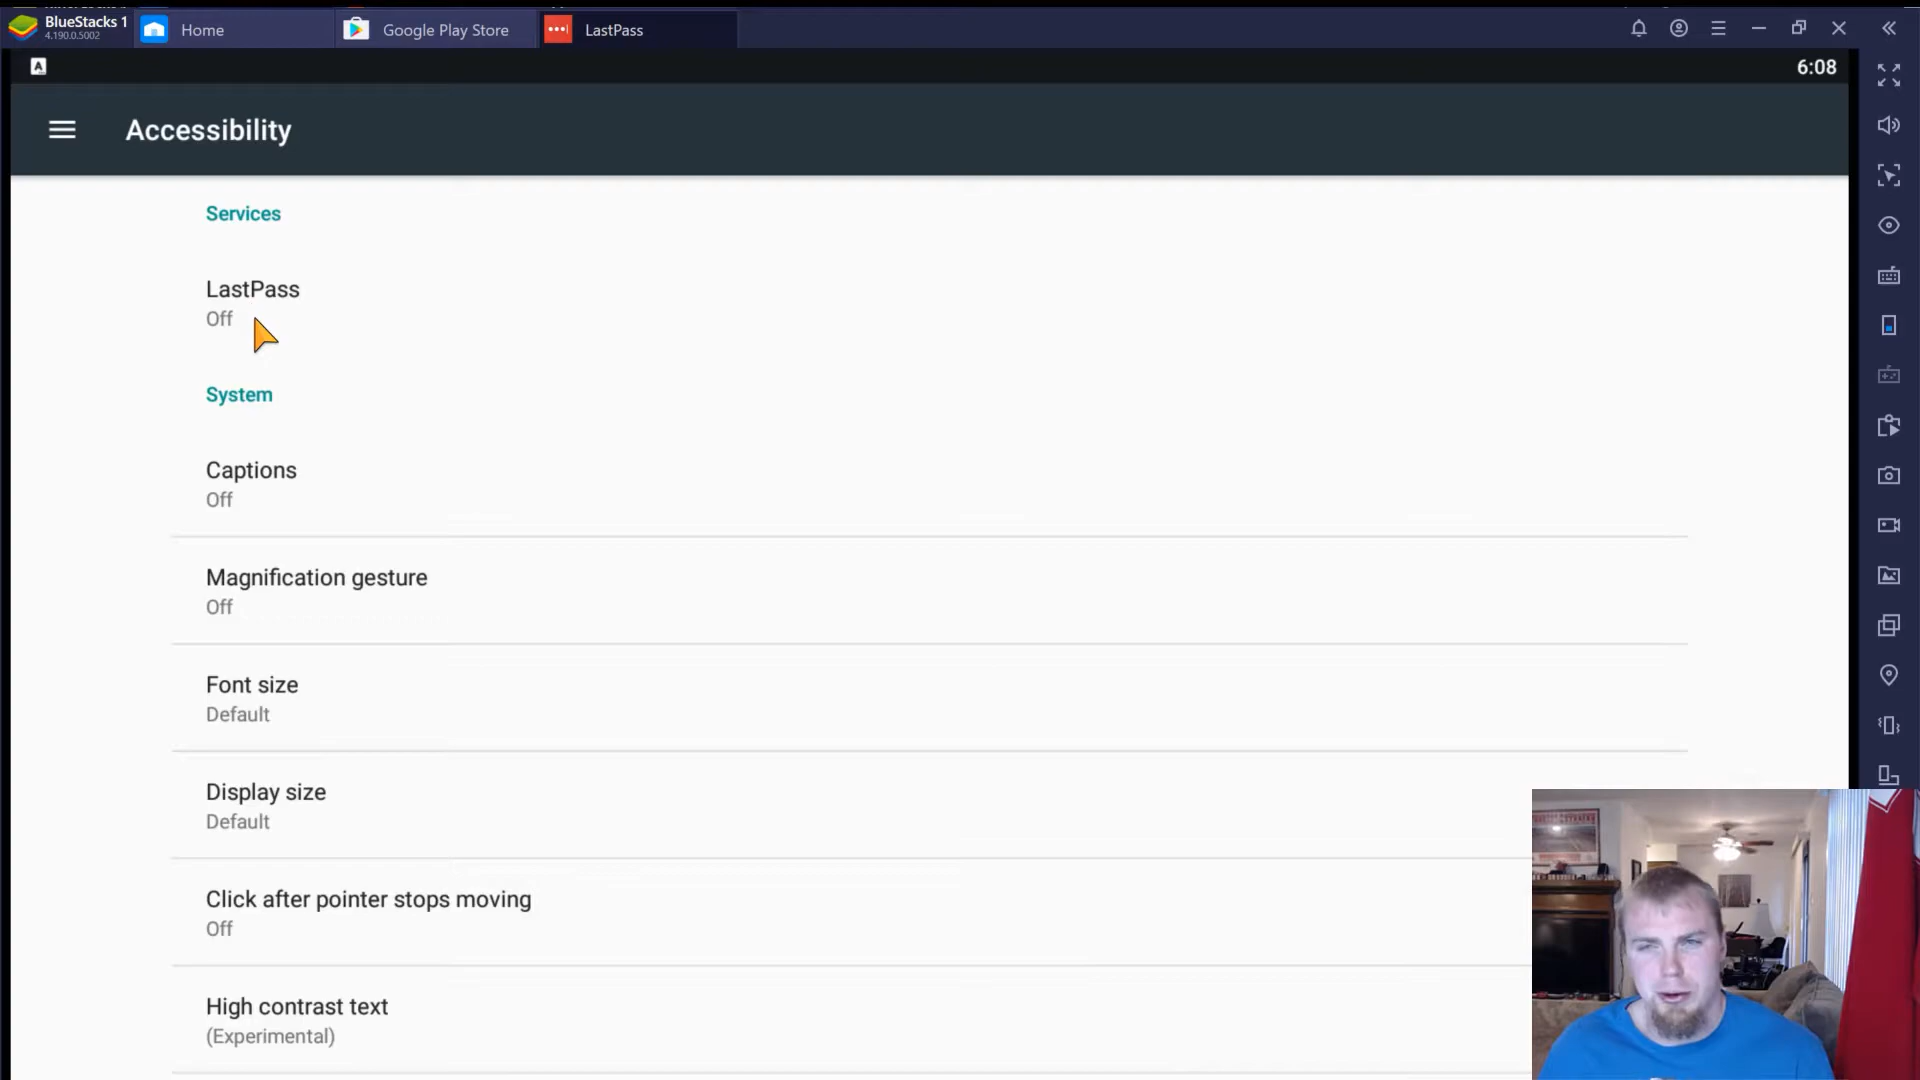 BlueStacks 1
4.190.0.5002
Home
Google Play Store
LastPass
A
6:08
Accessibility
Services
LastPass
Off
System
Captions
Off
Magnification gesture
Off
Font size
Default
Display size
Default
Click after pointer stops moving
Off
High contrast text
(Experimental)